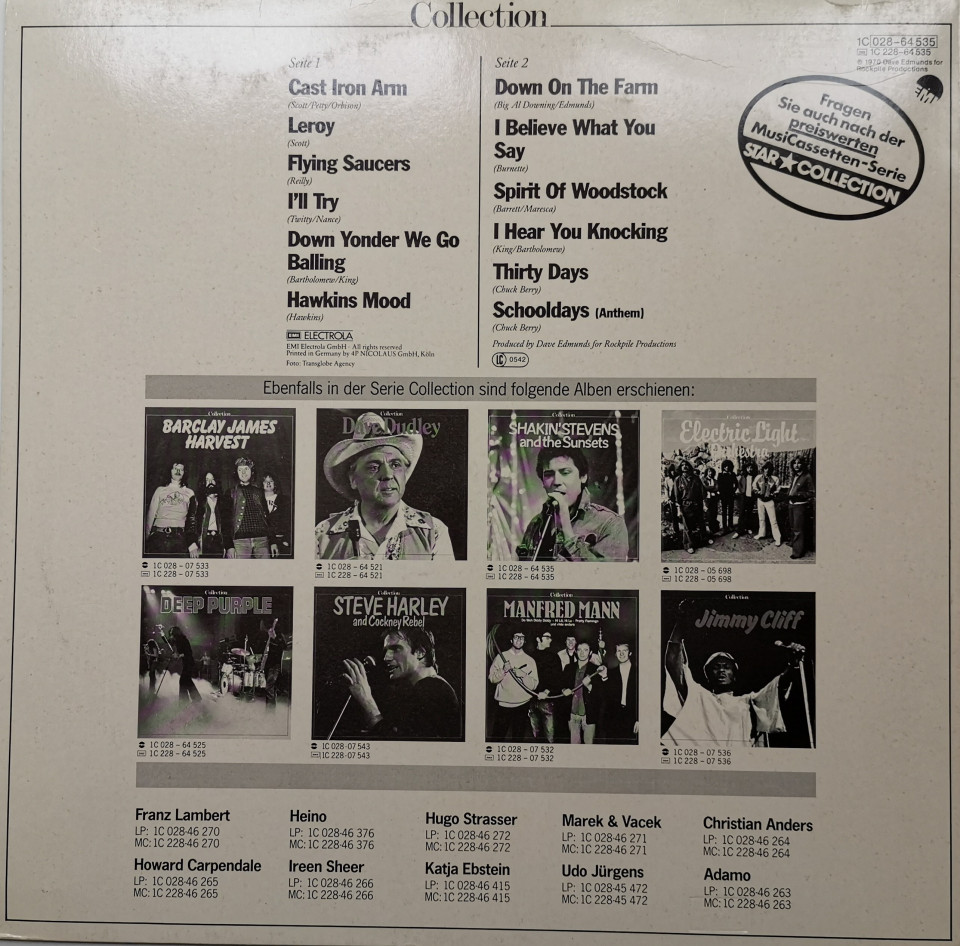 Collection
1C 028-64 535
1C 228-64 535
℗ 1970 Dave Edmunds for
Rockpile Productions
EMI
Fragen
Sie auch nach der
preiswerten
MusiCassetten-Serie
STAR★COLLECTION
Seite 1
Cast Iron Arm
(Scott/Petty/Orbison)
Leroy
(Scott)
Flying Saucers
(Reilly)
I'll Try
(Twitty/Nance)
Down Yonder We Go
Balling
(Bartholomew/King)
Hawkins Mood
(Hawkins)
EMI ELECTROLA
EMI Electrola GmbH · All rights reserved
Printed in Germany by 4P NICOLAUS GmbH, Köln
Foto: Transglobe Agency
Seite 2
Down On The Farm
(Big Al Downing/Edmunds)
I Believe What You
Say
(Burnette)
Spirit Of Woodstock
(Barrett/Maresca)
I Hear You Knocking
(King/Bartholomew)
Thirty Days
(Chuck Berry)
Schooldays (Anthem)
(Chuck Berry)
Produced by Dave Edmunds for Rockpile Productions
LC 0542
Ebenfalls in der Serie Collection sind folgende Alben erschienen:
Collection
BARCLAY JAMES
HARVEST
1C 028 - 07 533
1C 228 - 07 533
Collection
Dave Dudley
1C 028 - 64 521
1C 228 - 64 521
Collection
SHAKIN' STEVENS
and the Sunsets
1C 028 - 64 535
1C 228 - 64 535
Collection
Electric Light
Orchestra
1C 028 - 05 698
1C 228 - 05 698
Collection
DEEP PURPLE
1C 028 - 64 525
1C 228 - 64 525
Collection
STEVE HARLEY
and Cockney Rebel
1C 028-07 543
1C 228-07 543
Collection
MANFRED MANN
1C 028 - 07 532
1C 228 - 07 532
Collection
Jimmy Cliff
1C 028 - 07 536
1C 228 - 07 536
Franz Lambert
LP: 1C 028-46 270
MC: 1C 228-46 270
Heino
LP: 1C 028-46 376
MC: 1C 228-46 376
Hugo Strasser
LP: 1C 028-46 272
MC: 1C 228-46 272
Marek & Vacek
LP: 1C 028-46 271
MC: 1C 228-46 271
Christian Anders
LP: 1C 028-46 264
MC: 1C 228-46 264
Howard Carpendale
LP: 1C 028-46 265
MC: 1C 228-46 265
Ireen Sheer
LP: 1C 028-46 266
MC: 1C 228-46 266
Katja Ebstein
LP: 1C 028-46 415
MC: 1C 228-46 415
Udo Jürgens
LP: 1C 028-45 472
MC: 1C 228-45 472
Adamo
LP: 1C 028-46 263
MC: 1C 228-46 263